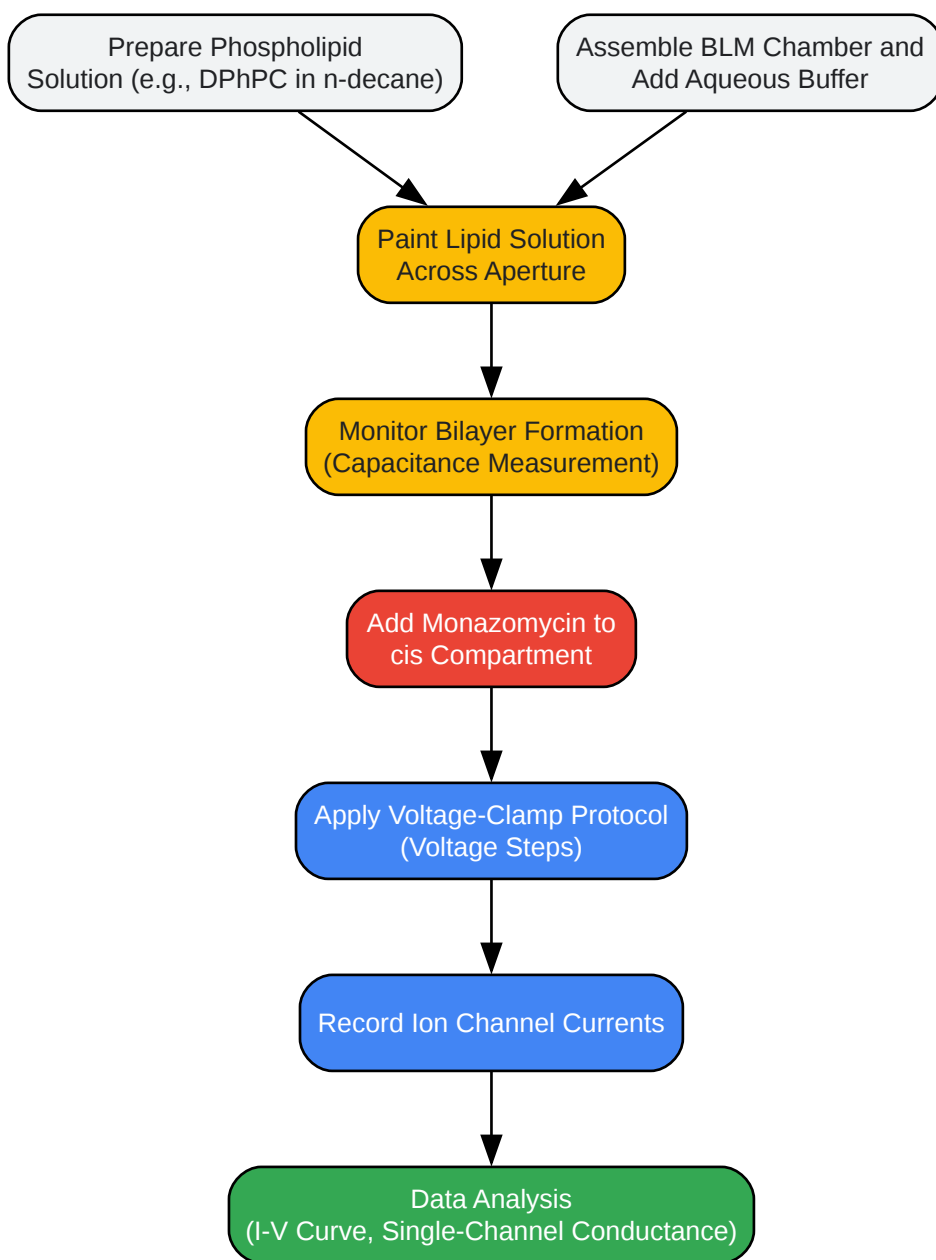 Prepare Phospholipid
Solution (e.g., DPhPC in n-decane)
Assemble BLM Chamber and
Add Aqueous Buffer
Paint Lipid Solution
Across Aperture
Monitor Bilayer Formation
(Capacitance Measurement)
Add Monazomycin to
cis Compartment
Apply Voltage-Clamp Protocol
(Voltage Steps)
Record Ion Channel Currents
Data Analysis
(I-V Curve, Single-Channel Conductance)